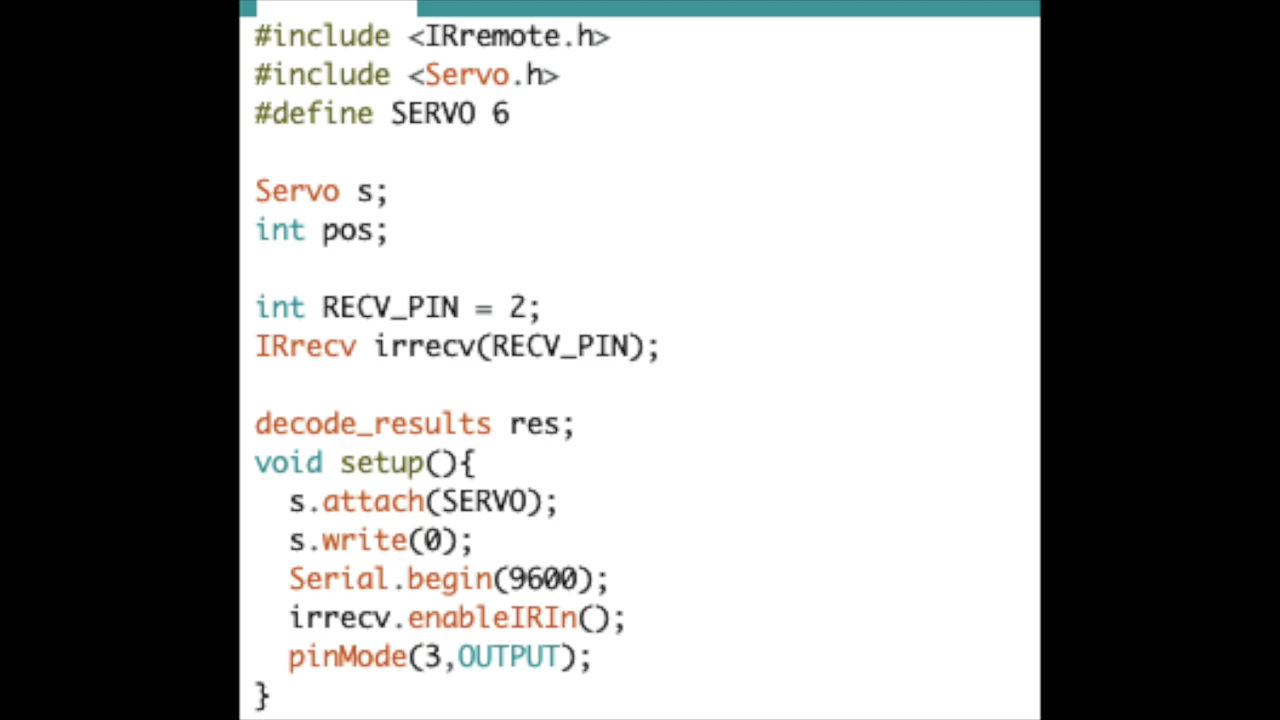 #include <IRremote.h>
#include <Servo.h>
#define SERVO 6
Servo s;
int pos;
int RECV_PIN = 2;
IRrecv irrecv(RECV_PIN);
decode_results res;
void setup(){
  s.attach(SERVO);
  s.write(0);
  Serial.begin(9600);
  irrecv.enableIRIn();
  pinMode(3,OUTPUT);
}